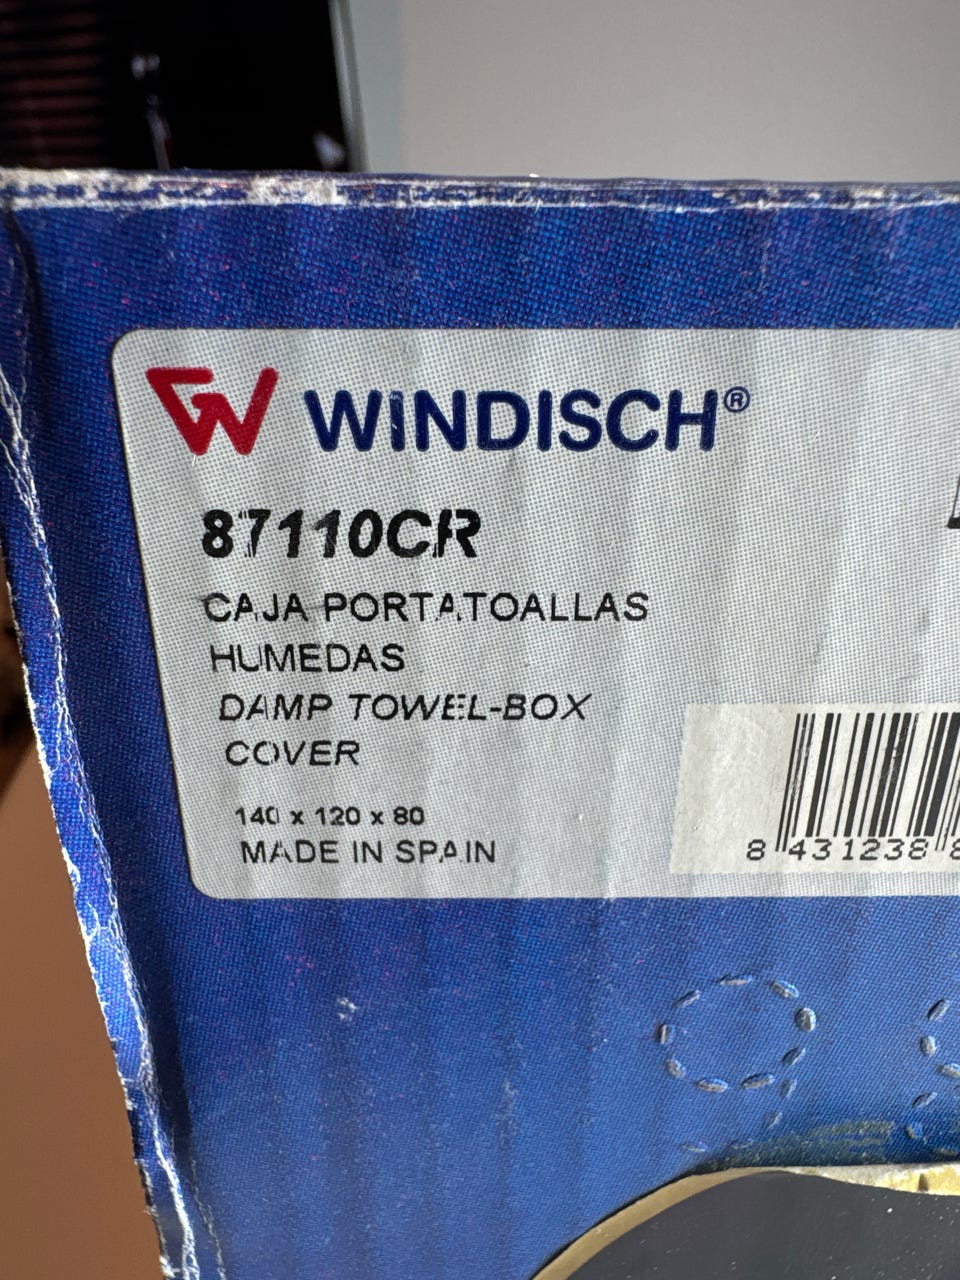 WINDISCH®
87110CR
CAJA PORTATOALLAS
HUMEDAS
DAMP TOWEL-BOX
COVER
140 x 120 x 80
MADE IN SPAIN
8 431238